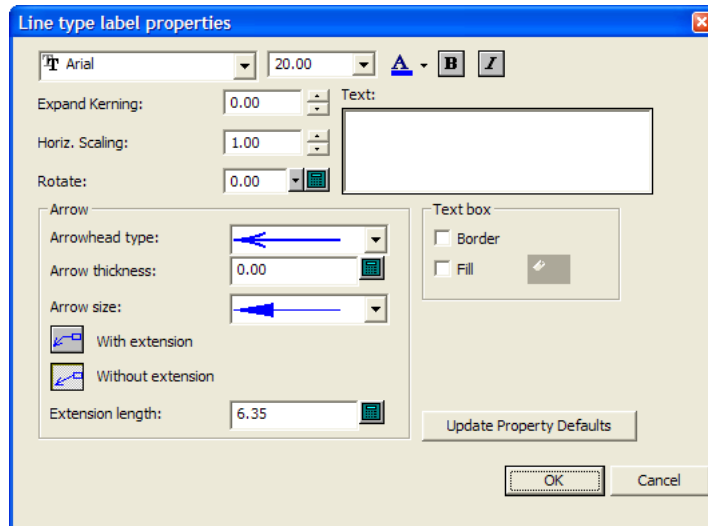 Line type label properties
Arial 20.00 A B I
Expand Kerning: 0.00 Text:
Horiz. Scaling: 1.00
Rotate: 0.00
Arrow Text box
Arrowhead type: Border
Arrow thickness: 0.00 Fill
Arrow size:
With extension
Without extension
Extension length: 6.35
Update Property Defaults
OK Cancel